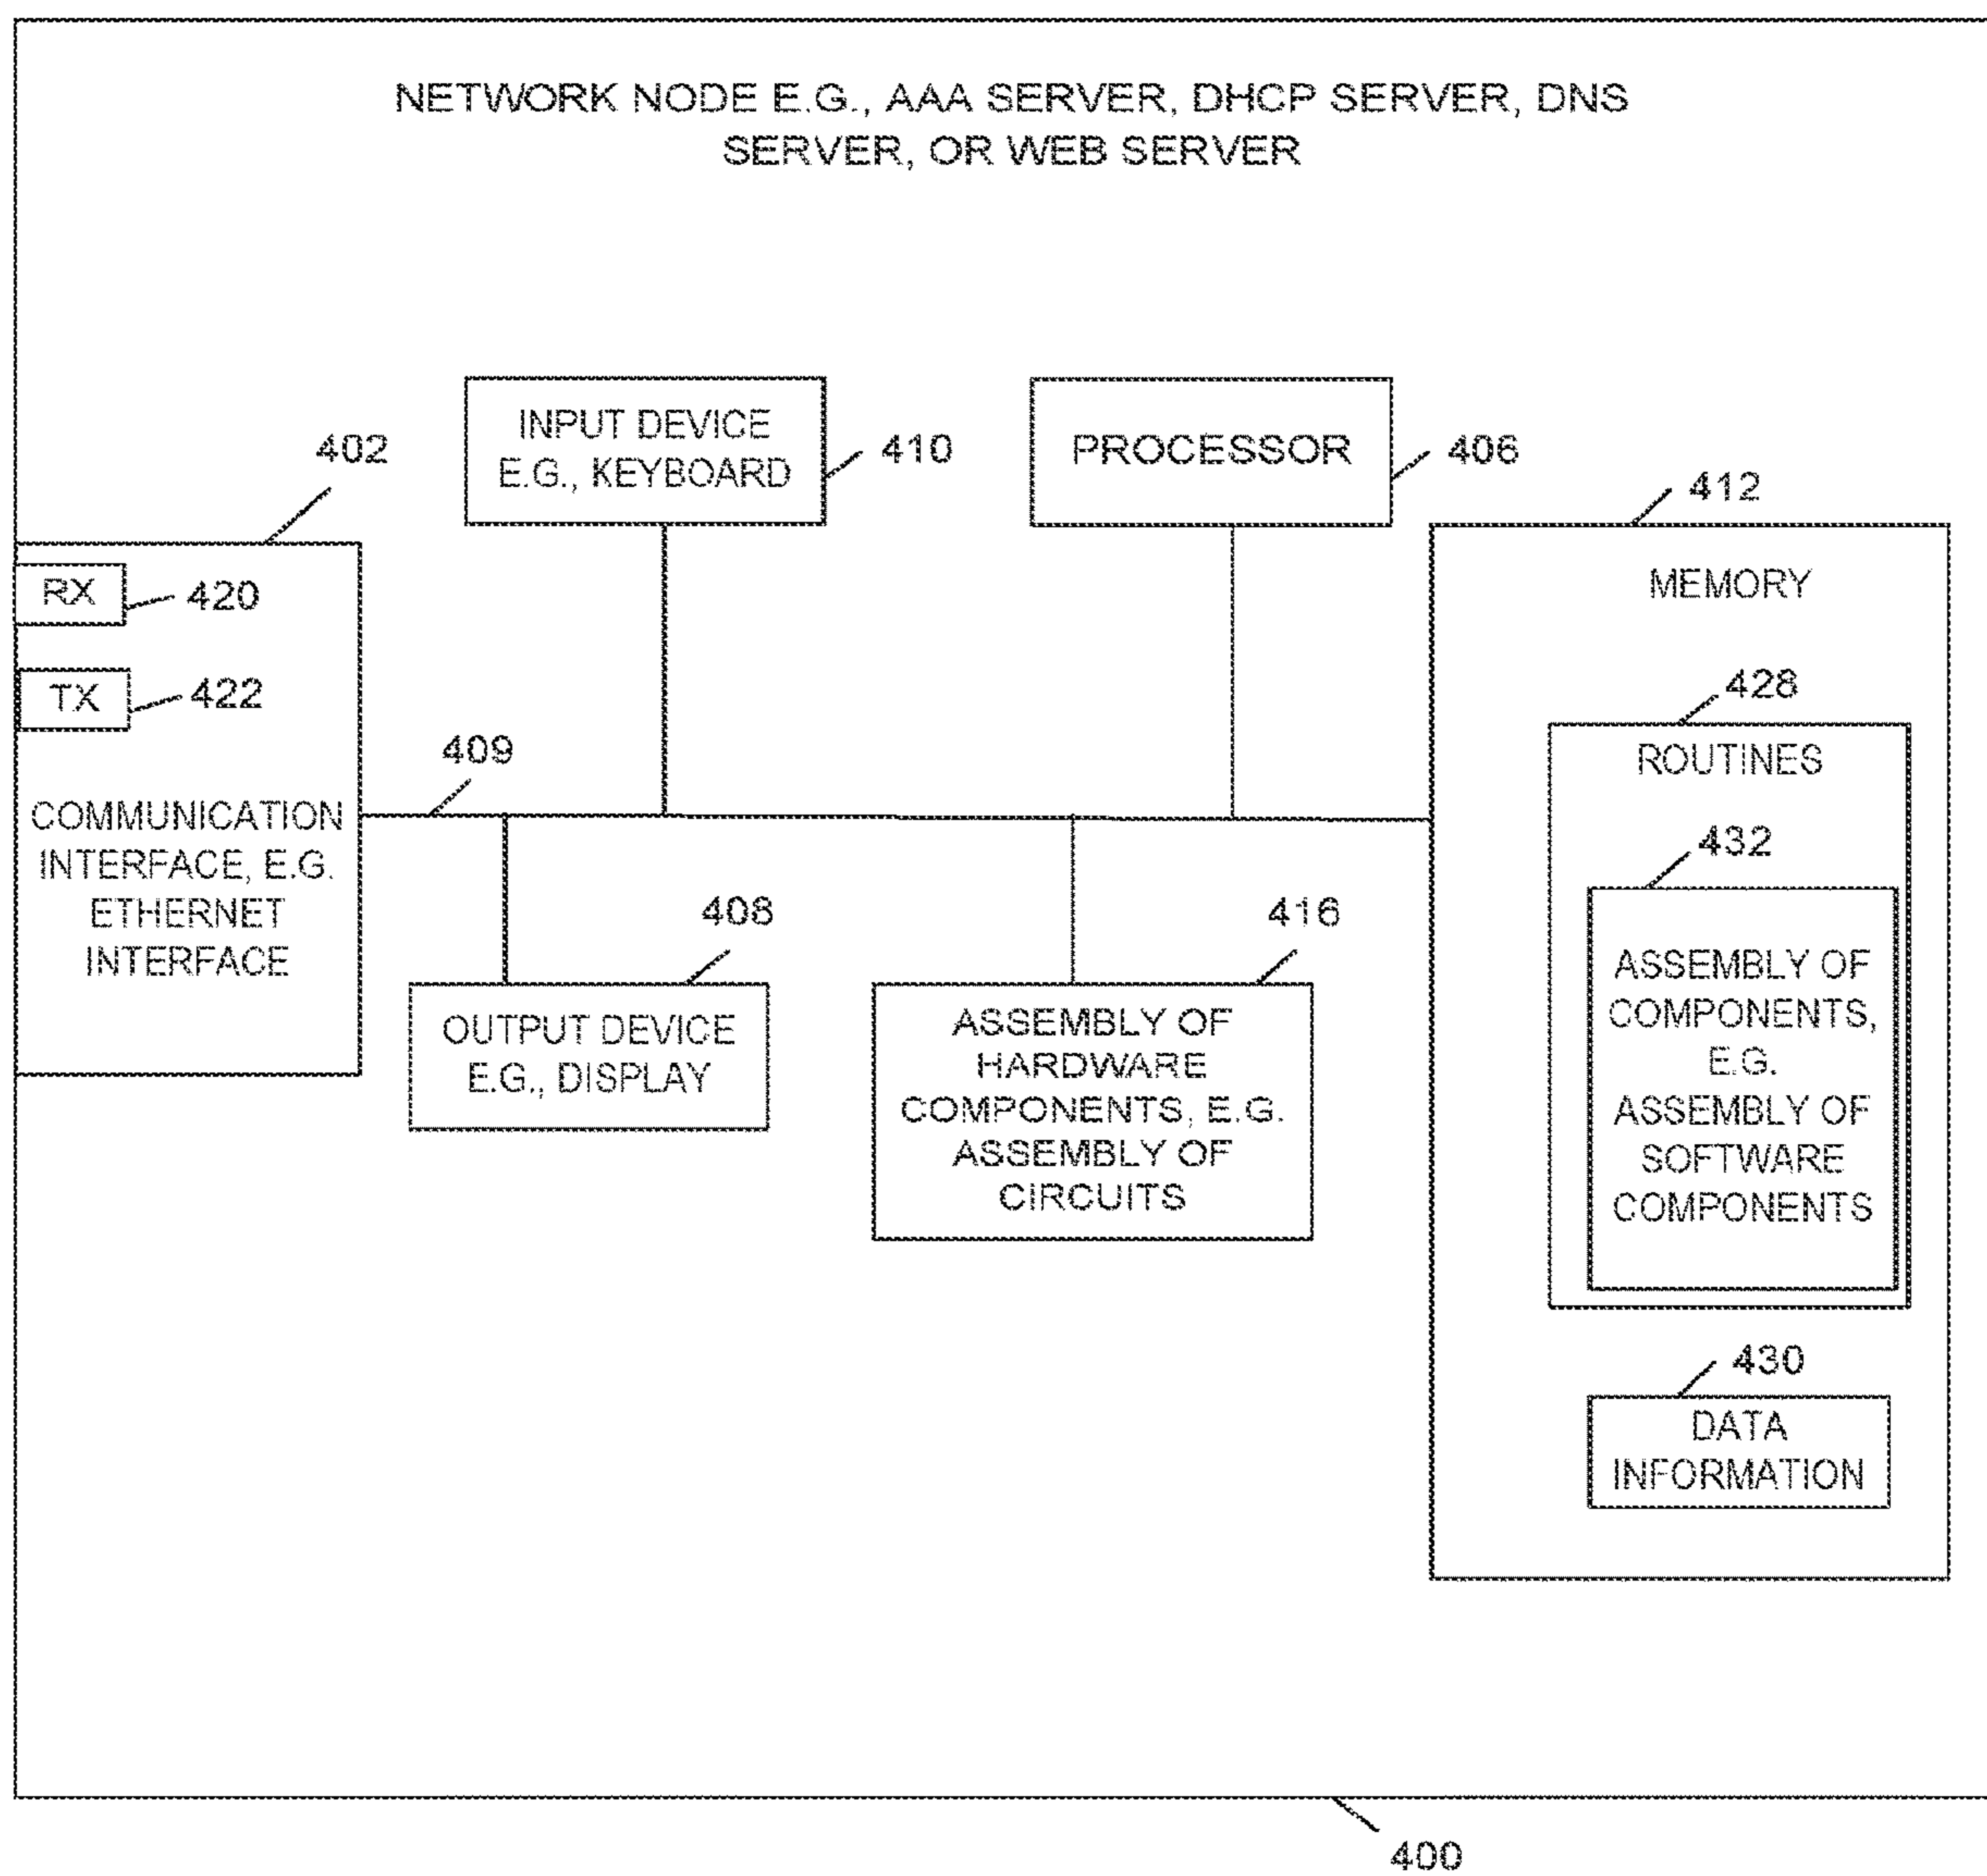 NETWORK NODE E.G., AAA SERVER, DHCP SERVER, DNS
SERVER, OR WEB SERVER
402
INPUT DEVICE
E.G., KEYBOARD
410
PROCESSOR
406
412
RX
420
TX
422
COMMUNICATION
INTERFACE, E.G.
ETHERNET
INTERFACE
409
408
OUTPUT DEVICE
E.G., DISPLAY
416
ASSEMBLY OF
HARDWARE
COMPONENTS, E.G.
ASSEMBLY OF
CIRCUITS
MEMORY
428
ROUTINES
432
ASSEMBLY OF
COMPONENTS,
E.G.
ASSEMBLY OF
SOFTWARE
COMPONENTS
430
DATA
INFORMATION
400